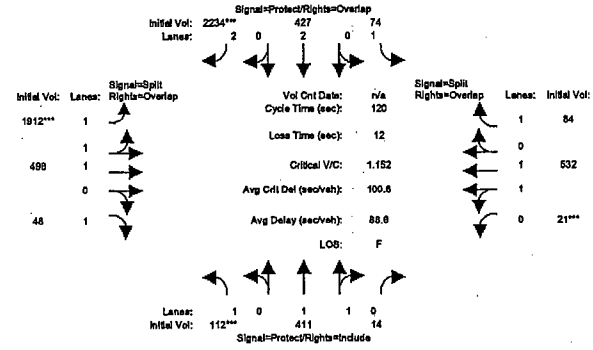 Signal=Protect/Rights=Overlap
Initial Vol: 2234*** 427 74
Lanes: 2 0 2 0 1
Signal=Split
Initial Vol: Lanes: Rights=Overlap
Vol Cnt Date: n/a
Cycle Time (sec): 120
Signal=Split
Rights=Overlap Lanes: Initial Vol:
1912*** 1
1 84
Loss Time (sec): 12
1
0
498 1
Critical V/C: 1.152
1 532
0
Avg Crit Del (sec/veh): 100.6
1
48 1
Avg Delay (sec/veh): 88.6
0 21***
LOS: F
Lanes: 1 0 1 1 0
Initial Vol: 112*** 411 14
Signal=Protect/Rights=Include